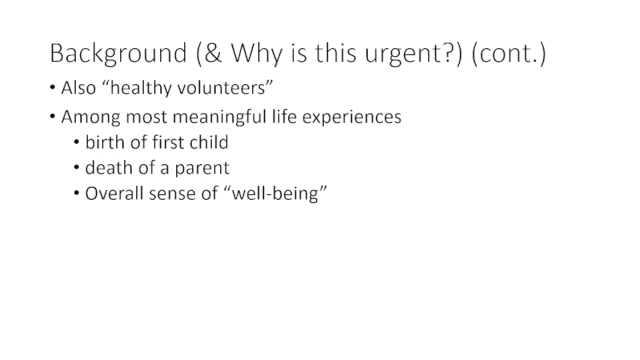 Background (& Why is this urgent?) (cont.)
• Also “healthy volunteers”
• Among most meaningful life experiences
• birth of first child
• death of a parent
• Overall sense of “well-being”